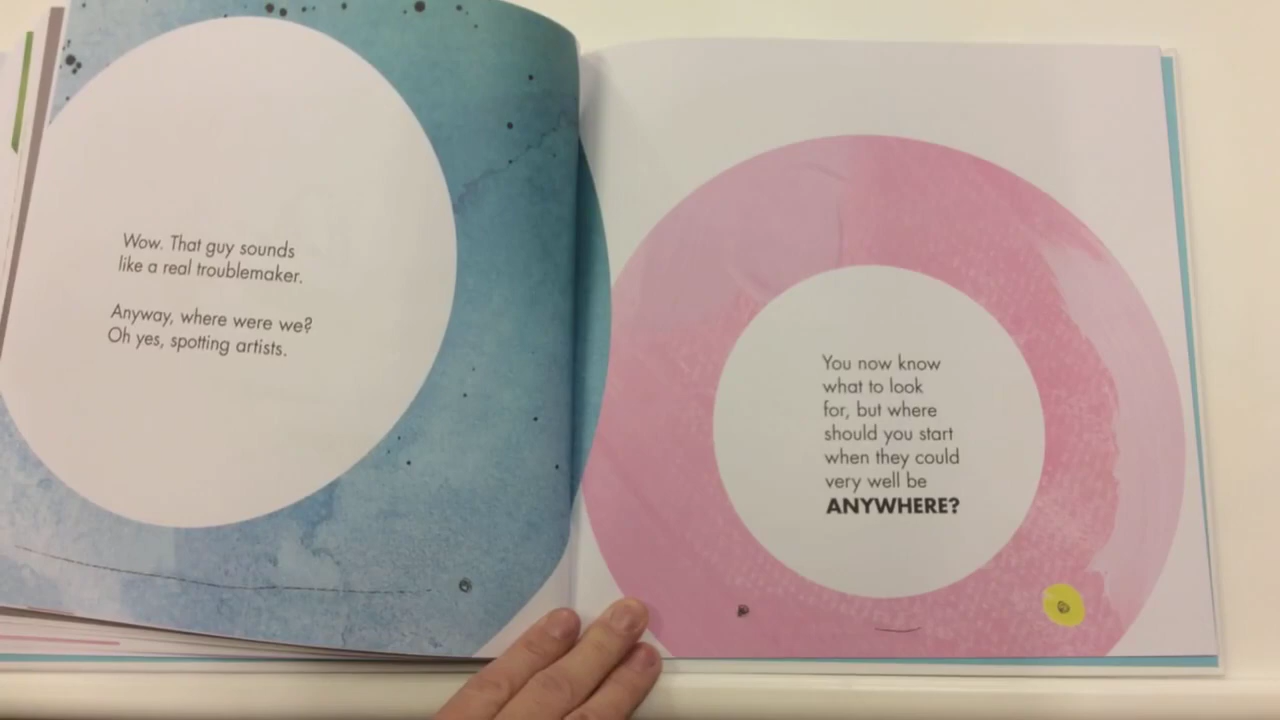 Wow. That guy sounds
like a real troublemaker.
Anyway, where were we?
Oh yes, spotting artists.
You now know
what to look
for, but where
should you start
when they could
very well be
ANYWHERE?